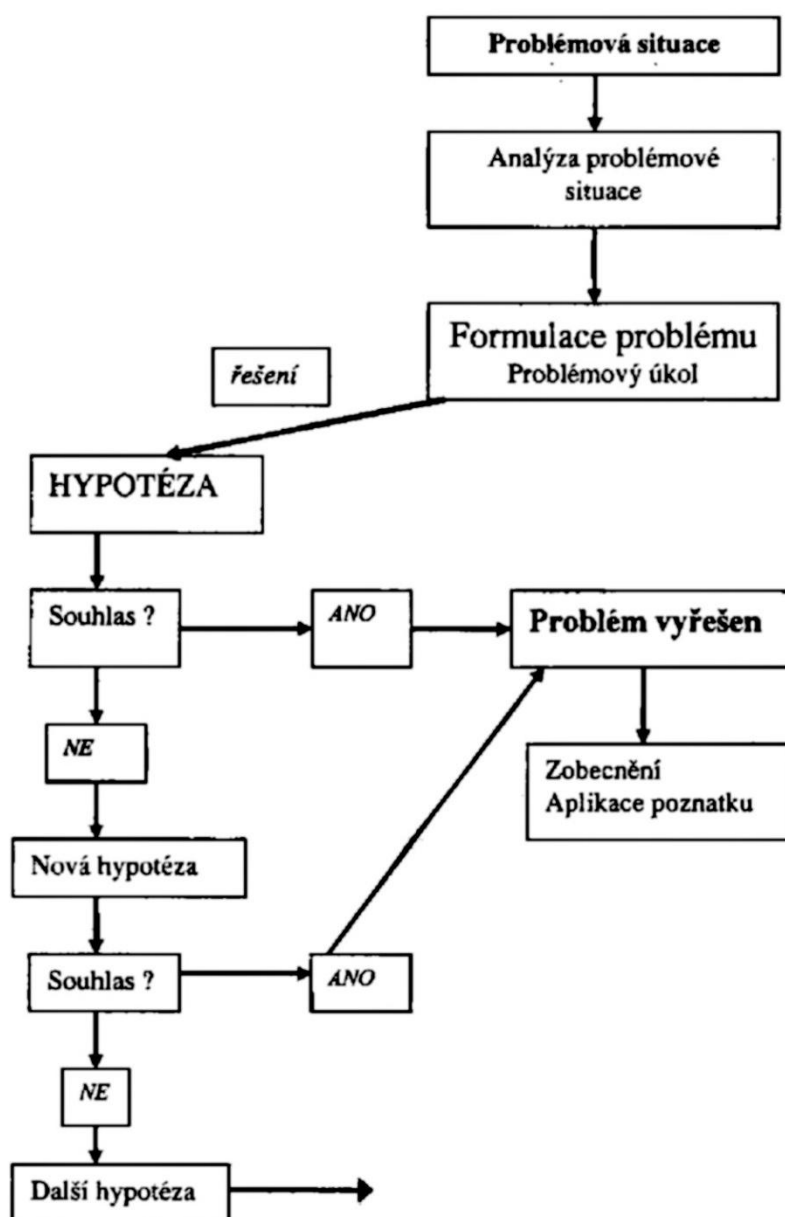 Problémová situace
Analýza problémové
situace
Formulace problému
Problémový úkol
řešení
HYPOTÉZA
Souhlas ?
ANO
Problém vyřešen
NE
Zobecnění
Aplikace poznatku
Nová hypotéza
Souhlas ?
ANO
NE
Další hypotéza